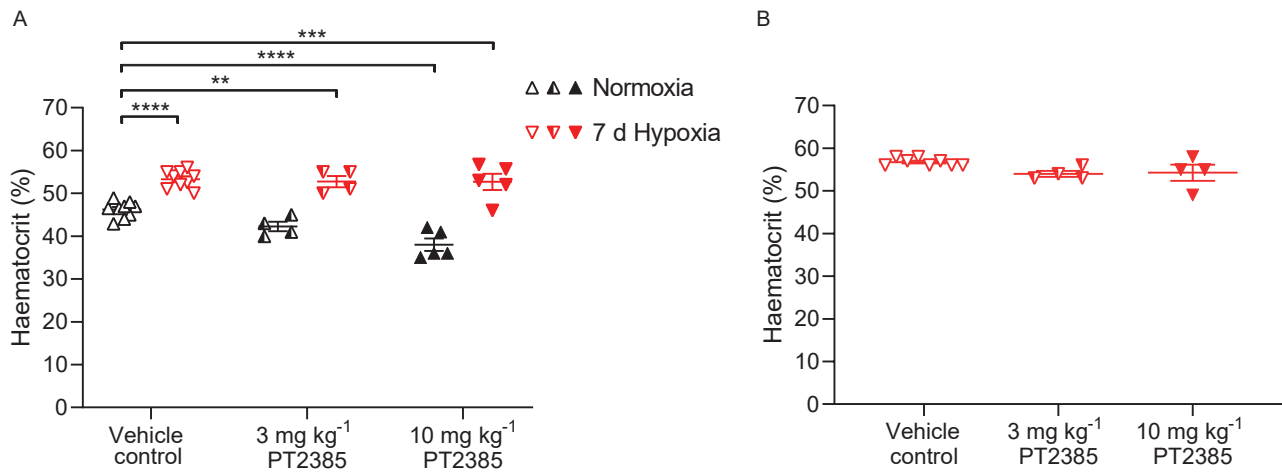 A
***
****
**
****
Normoxia
7 d Hypoxia
70
60
50
40
30
20
10
0
Haematocrit (%)
Vehicle
control
3 mg kg⁻¹
PT2385
10 mg kg⁻¹
PT2385
B
70
60
50
40
30
20
10
0
Haematocrit (%)
Vehicle
control
3 mg kg⁻¹
PT2385
10 mg kg⁻¹
PT2385